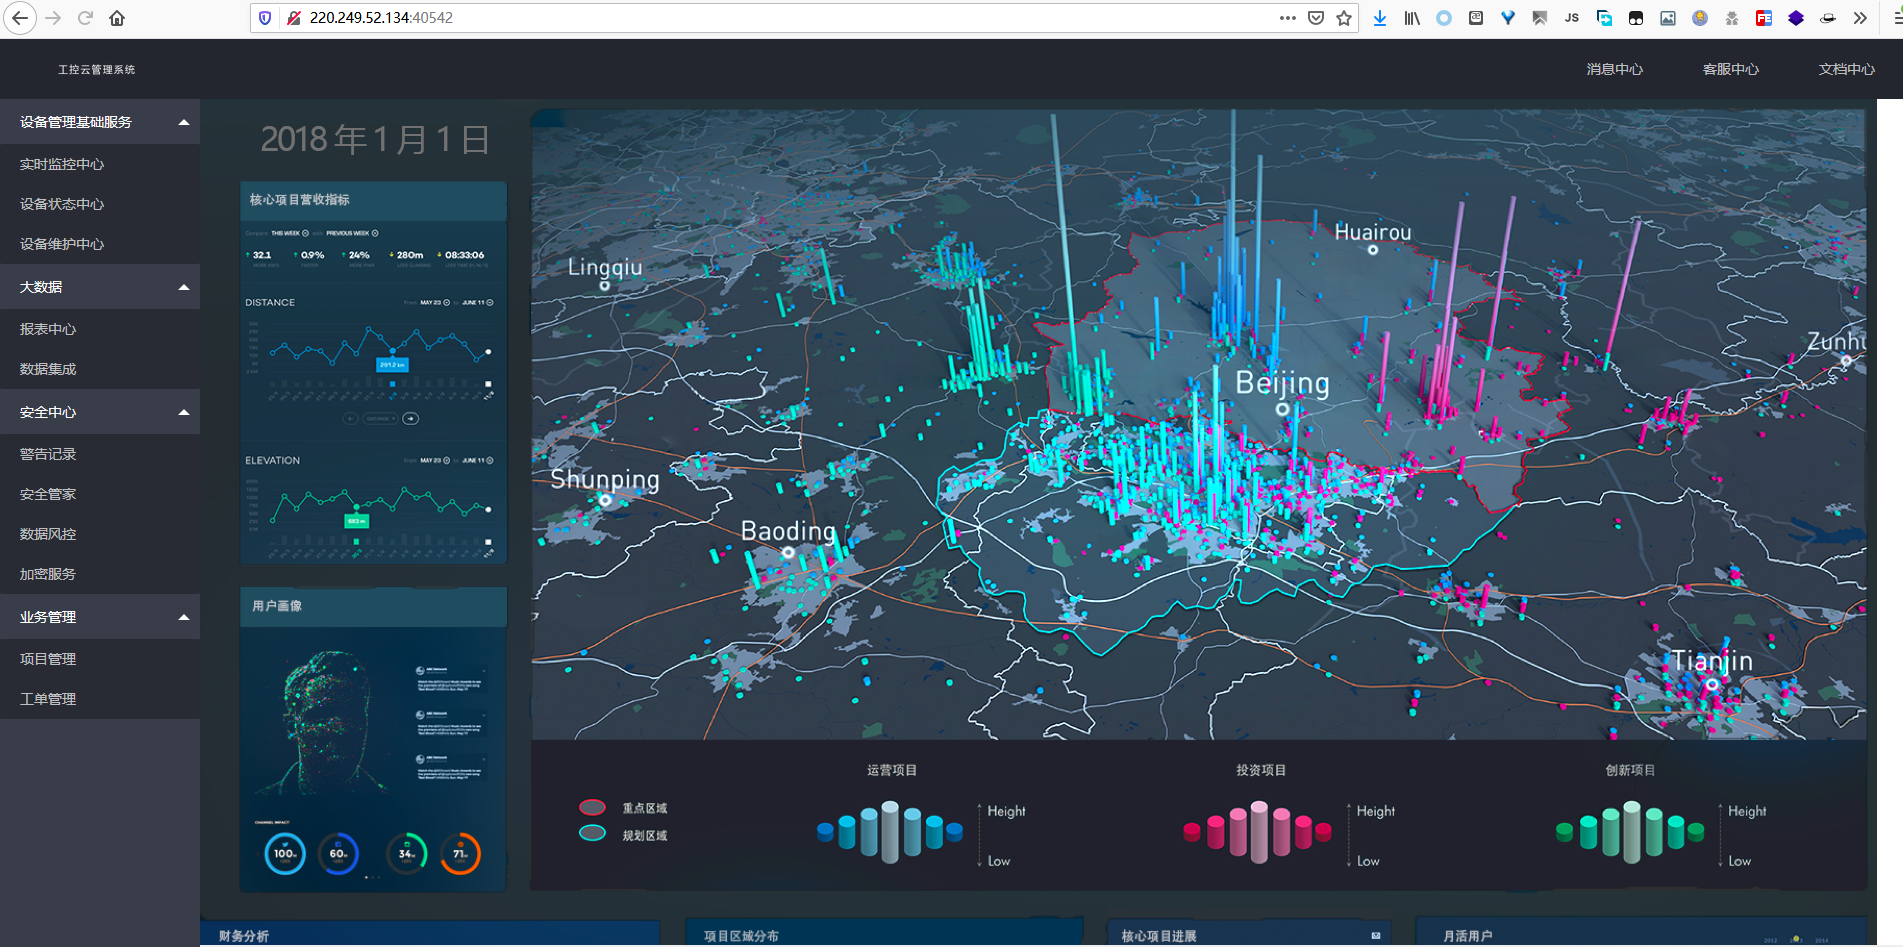 220.249.52.134:40542
JS
工控云管理系统
消息中心
客服中心
文档中心
设备管理基础服务
实时监控中心
设备状态中心
设备维护中心
大数据
报表中心
数据集成
安全中心
警告记录
安全管家
数据风控
加密服务
业务管理
项目管理
工单管理
2018年1月1日
核心项目营收指标
THIS WEEK
PREVIOUS WEEK
32.1
0.9%
24%
280m
08:33:06
DISTANCE
MAY 23
JUNE 11
ELEVATION
MAY 23
JUNE 11
用户画像
CHANNEL IMPACT
100
60
34
71
Lingqiu
Huairou
Zunhu
Beijing
Shunping
Baoding
Tianjin
重点区域
规划区域
运营项目
Height
Low
投资项目
Height
Low
创新项目
Height
Low
财务分析
项目区域分布
核心项目进展
月活用户